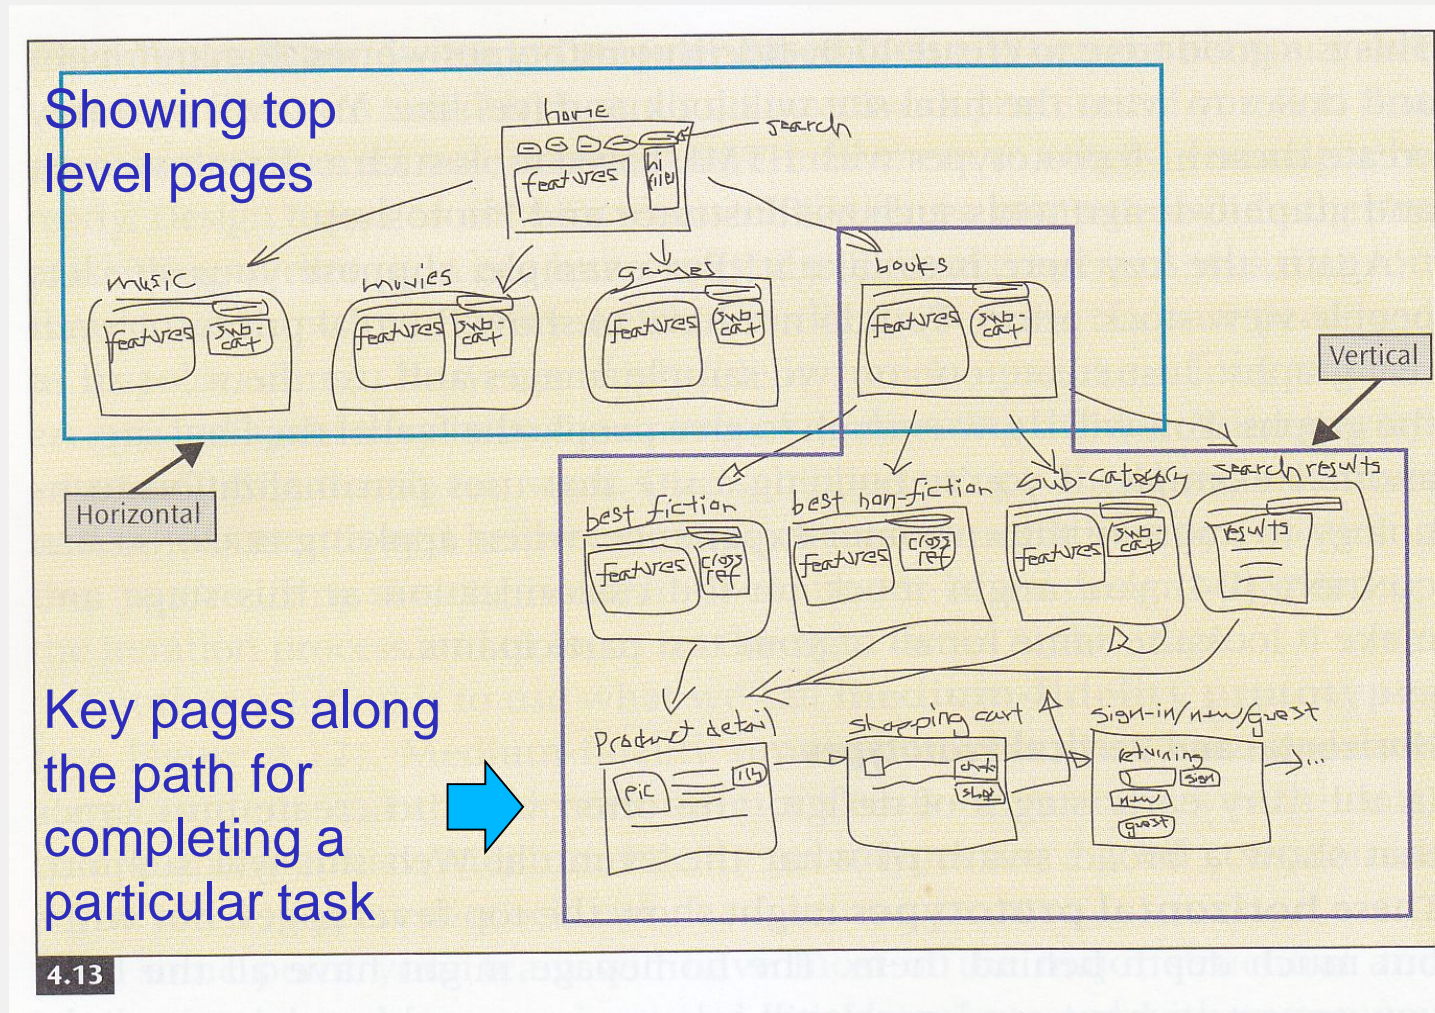 Showing top
level pages
home
search
features
hi
music
movies
games
books
features
sub-
cat
features
sub-
cat
features
sub-
cat
features
sub-
cat
Vertical
Horizontal
best fiction
best non-fiction
sub-category
search results
features
cross
ref
features
cross
ref
features
sub-
cat
results
Key pages along
the path for
completing a
particular task
Product detail
shopping cart
sign-in/new/guest
pic
shop
returning
sign
new
guest
...
4.13